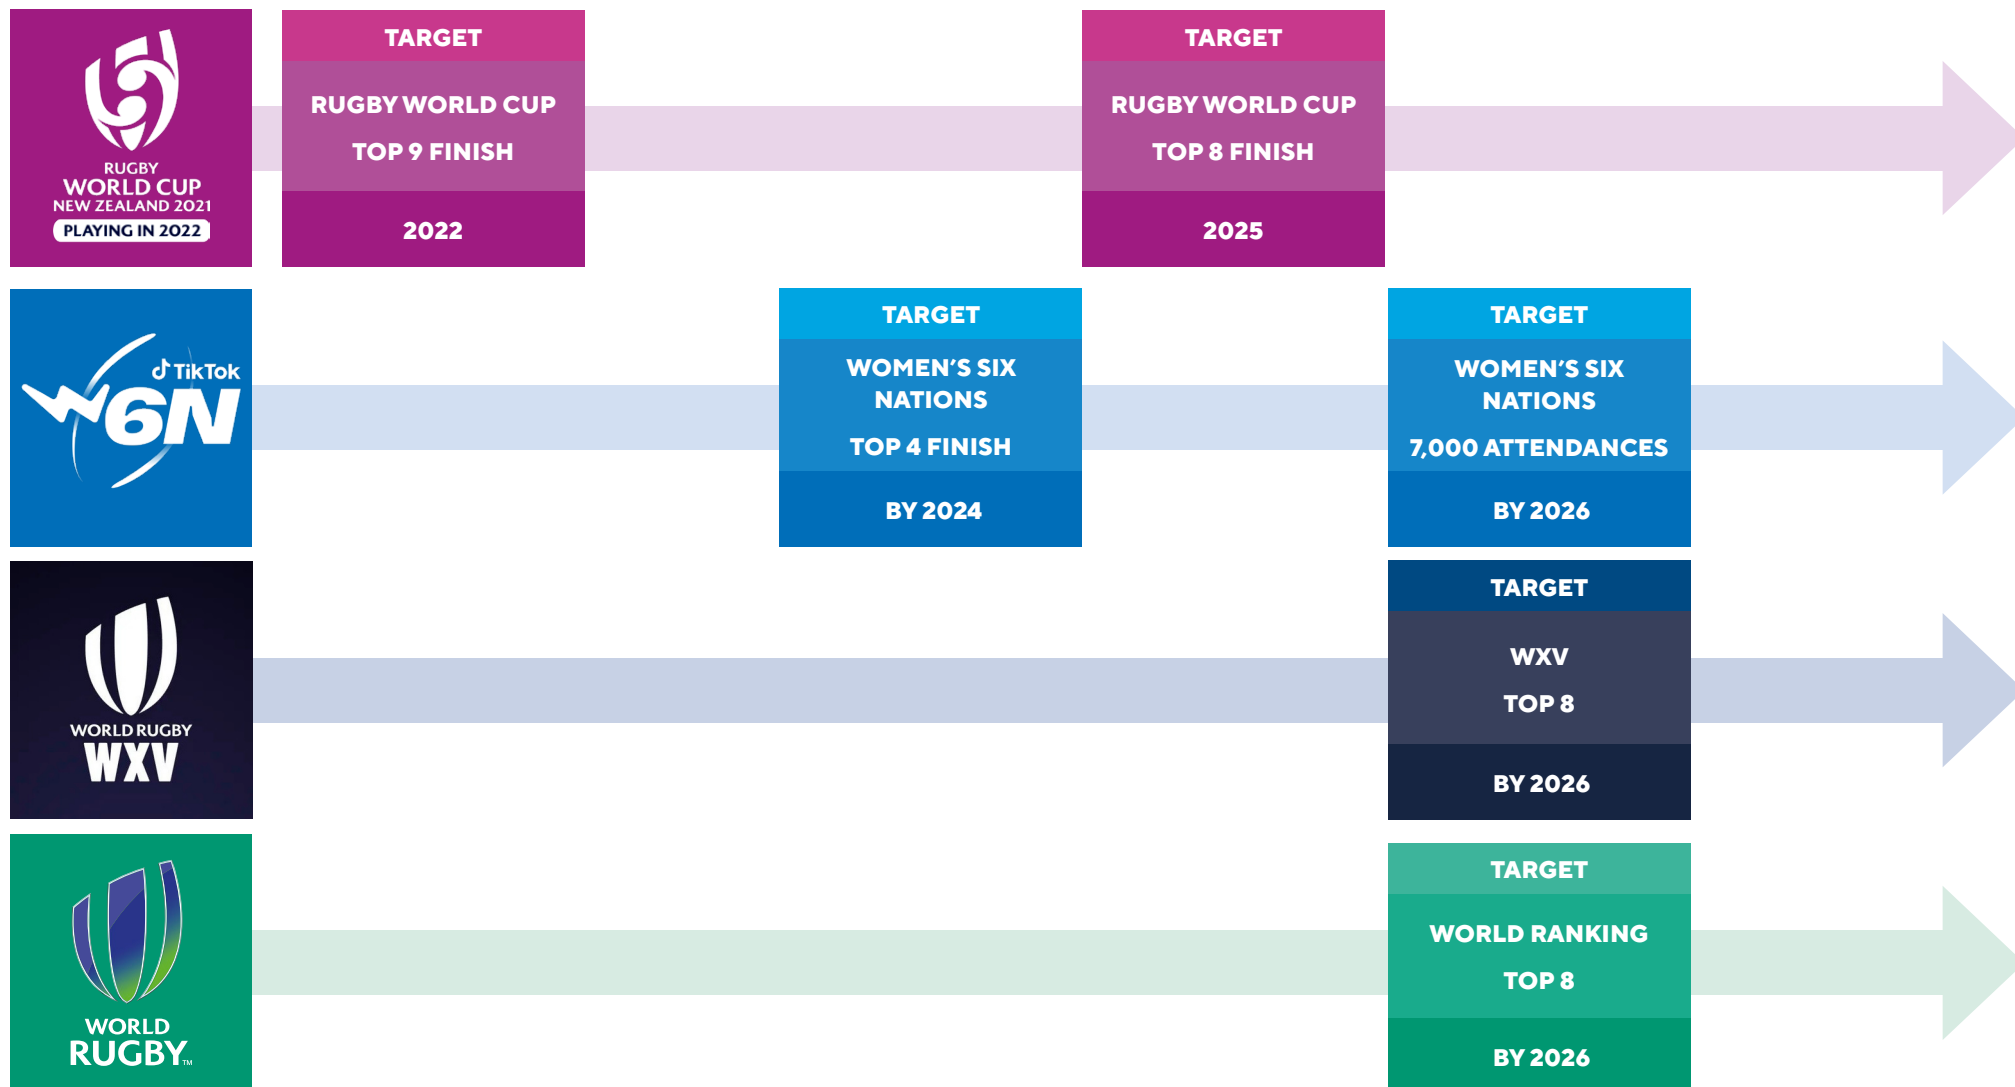 RUGBY
WORLD CUP
NEW ZEALAND 2021
PLAYING IN 2022
TARGET
RUGBY WORLD CUP
TOP 9 FINISH
2022
TARGET
RUGBY WORLD CUP
TOP 8 FINISH
2025
TikTok
W6N
TARGET
WOMEN'S SIX
NATIONS
TOP 4 FINISH
BY 2024
TARGET
WOMEN'S SIX
NATIONS
7,000 ATTENDANCES
BY 2026
WORLD RUGBY
WXV
TARGET
WXV
TOP 8
BY 2026
WORLD
RUGBY™
TARGET
WORLD RANKING
TOP 8
BY 2026